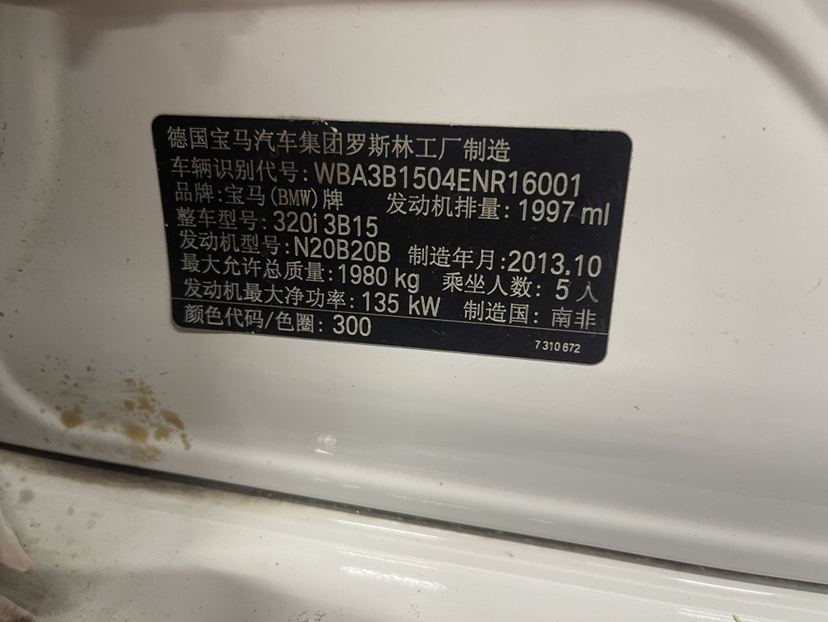 德国宝马汽车集团罗斯林工厂制造
车辆识别代号: WBA3B1504ENR16001
品牌: 宝马(BMW)牌 发动机排量: 1997 ml
整车型号: 320i 3B15
发动机型号: N20B20B 制造年月: 2013.10
最大允许总质量: 1980 kg 乘坐人数: 5 人
发动机最大净功率: 135 kW 制造国: 南非
颜色代码/色圈: 300
7 310 672